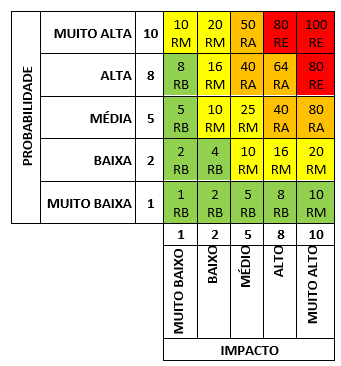 PROBABILIDADE
MUITO ALTA 10 10 RM 20 RM 50 RA 80 RE 100 RE
ALTA 8 8 RB 16 RM 40 RA 64 RA 80 RE
MÉDIA 5 5 RB 10 RM 25 RM 40 RA 80 RA
BAIXA 2 2 RB 4 RB 10 RM 16 RM 20 RM
MUITO BAIXA 1 1 RB 2 RB 5 RB 8 RB 10 RM
1 2 5 8 10
MUITO BAIXO BAIXO MÉDIO ALTO MUITO ALTO
IMPACTO